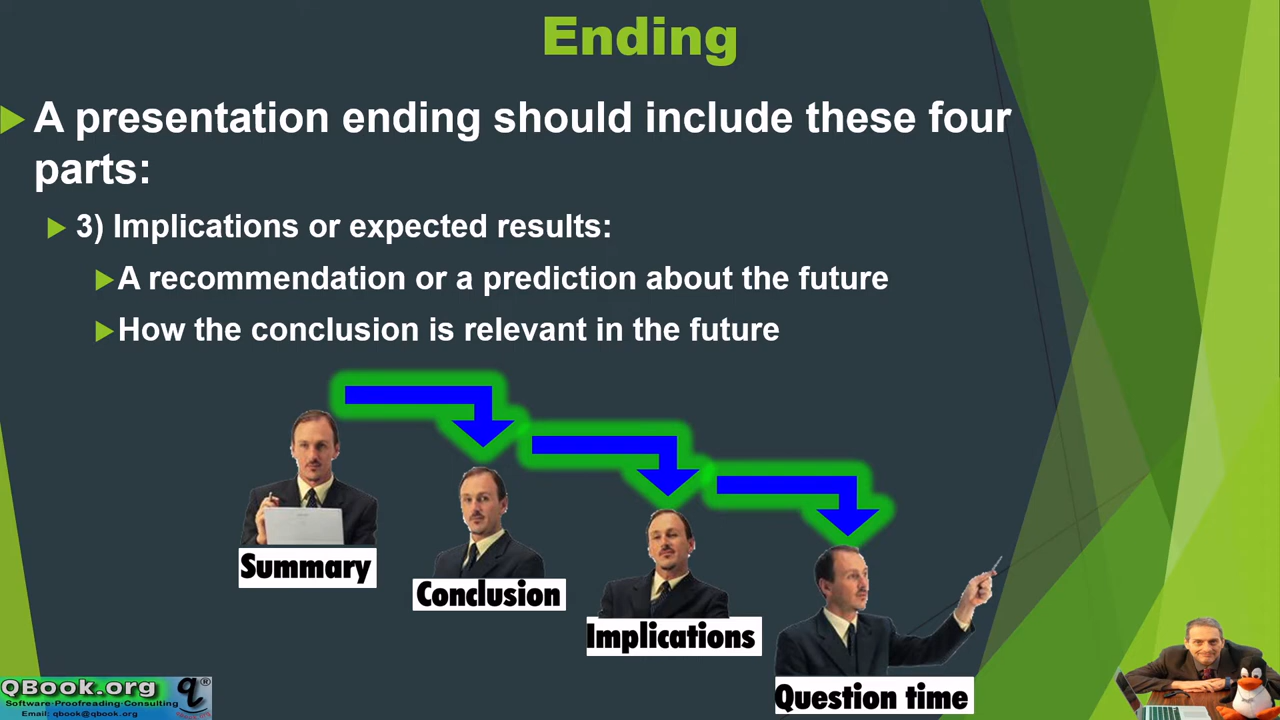 Ending
A presentation ending should include these four
parts:
3) Implications or expected results:
A recommendation or a prediction about the future
How the conclusion is relevant in the future
Summary
Conclusion
Implications
Question time
QBook.org
Software·Proofreading·Consulting
Email: qbook@qbook.org